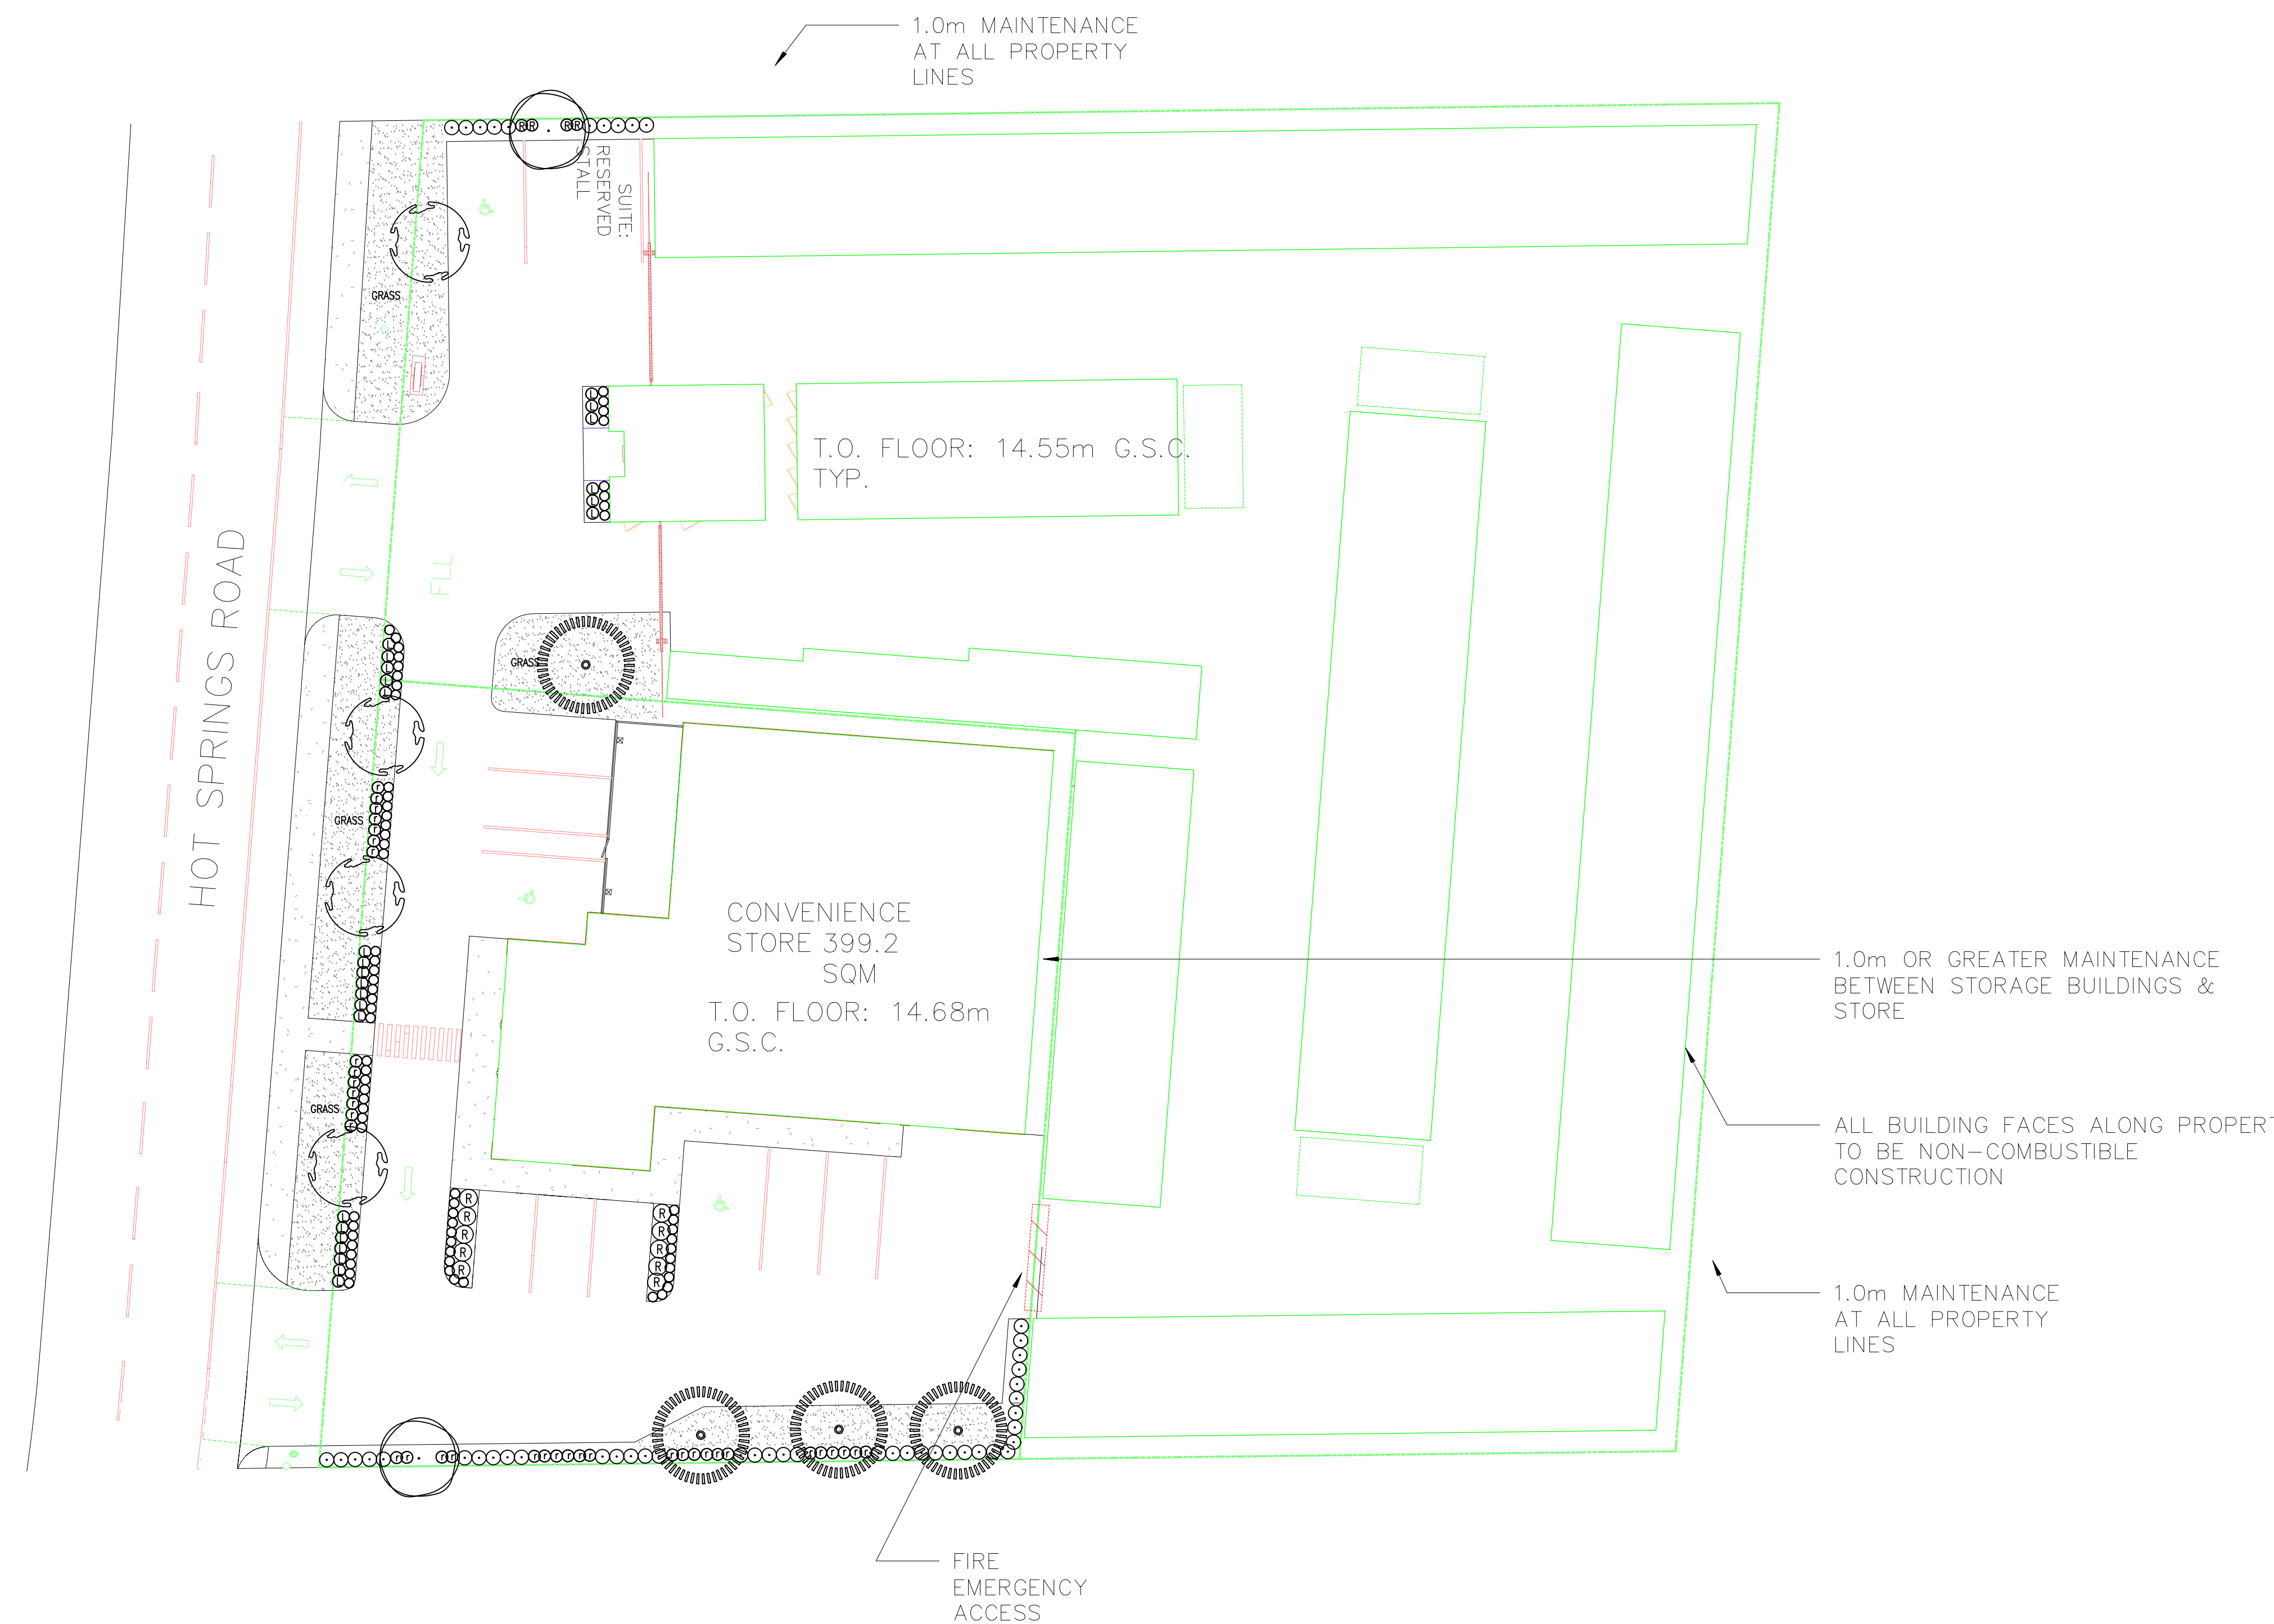 1.0m MAINTENANCE
AT ALL PROPERTY
LINES
SUITE:
RESERVED
STALL
GRASS
T.O. FLOOR: 14.55m G.S.C.
TYP.
HOT SPRINGS ROAD
FLL
GRASS
GRASS
CONVENIENCE
STORE 399.2
SQM
T.O. FLOOR: 14.68m
G.S.C.
1.0m OR GREATER MAINTENANCE
BETWEEN STORAGE BUILDINGS &
STORE
GRASS
ALL BUILDING FACES ALONG PROPERT
TO BE NON-COMBUSTIBLE
CONSTRUCTION
1.0m MAINTENANCE
AT ALL PROPERTY
LINES
FIRE
EMERGENCY
ACCESS